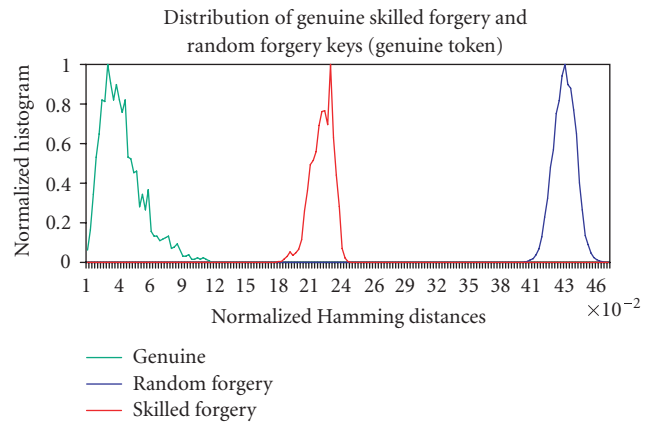 Distribution of genuine skilled forgery and
random forgery keys (genuine token)
Normalized histogram
1
0.8
0.6
0.4
0.2
0
1 4 6 9 12 15 18 21 24 26 29 32 35 38 41 43 46
×10−2
Normalized Hamming distances
Genuine
Random forgery
Skilled forgery